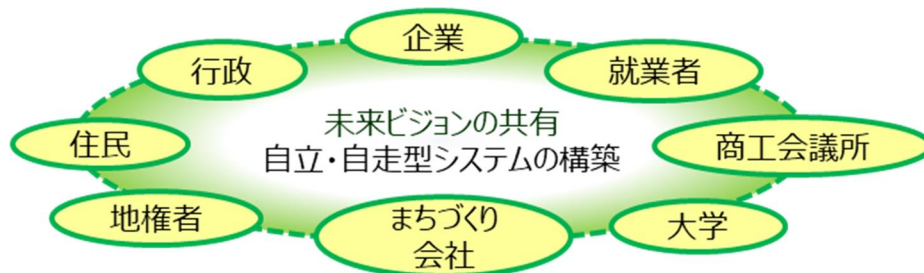 企業
行政
就業者
住民
未来ビジョンの共有
自立・自走型システムの構築
商工会議所
地権者
まちづくり
会社
大学